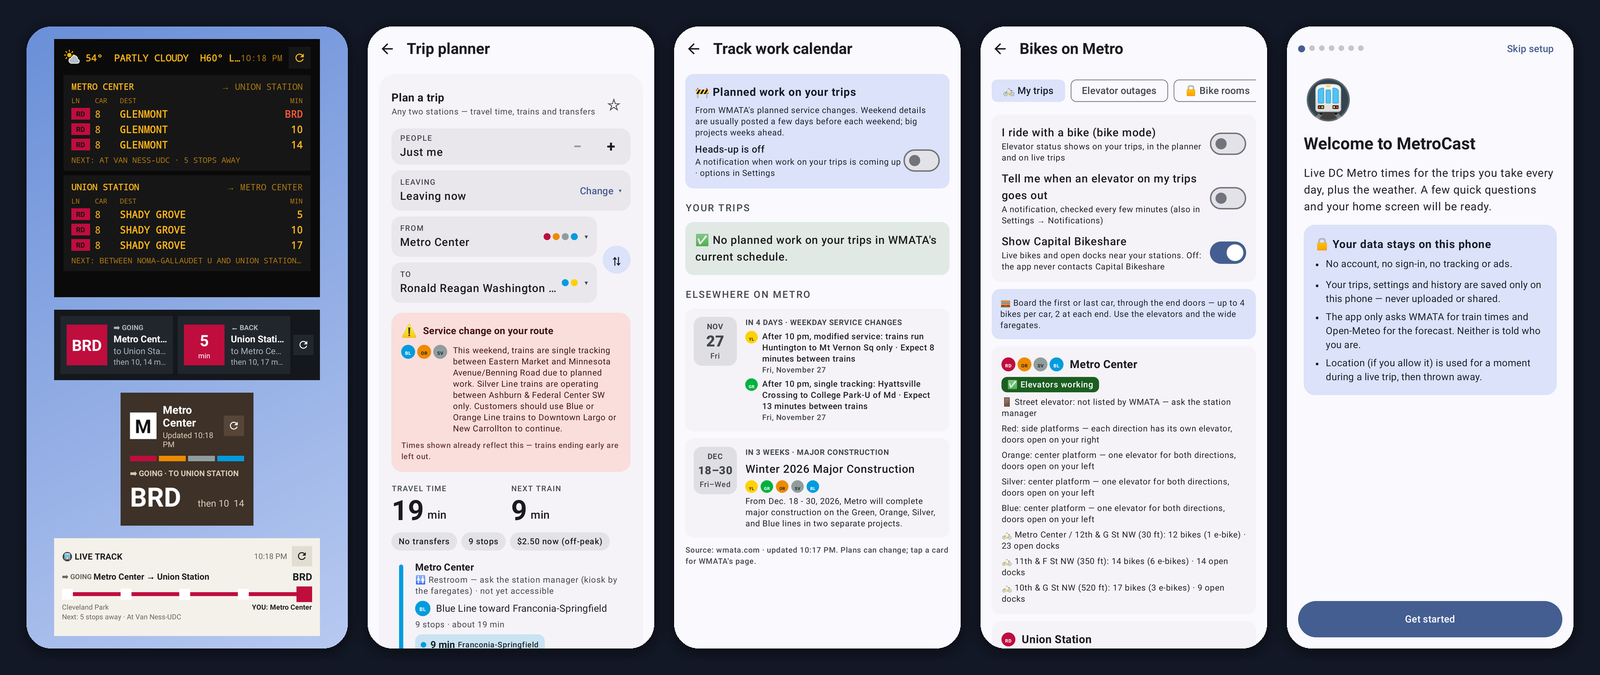 54° PARTLY CLOUDY H60° L…10:18 PM
METRO CENTER → UNION STATION
LN CAR DEST MIN
RD 8 GLENMONT BRD
RD 8 GLENMONT 10
RD 8 GLENMONT 14
NEXT: AT VAN NESS-UDC · 5 STOPS AWAY
UNION STATION → METRO CENTER
LN CAR DEST MIN
RD 8 SHADY GROVE 5
RD 8 SHADY GROVE 10
RD 8 SHADY GROVE 17
NEXT: BETWEEN NOMA-GALLAUDET U AND UNION STATION…
BRD
➡ GOING
Metro Cent…
to Union Sta…
then 10, 14 m…
5
min
← BACK
Union Stati…
to Metro Ce…
then 10, 17 m…
M
Metro
Center
Updated 10:18
PM
➡ GOING · TO UNION STATION
BRD then 10 14
LIVE TRACK 10:18 PM
➡ GOING Metro Center → Union Station BRD
Cleveland Park YOU: Metro Center
Next: 5 stops away · At Van Ness-UDC
← Trip planner
Plan a trip
Any two stations — travel time, trains and transfers
PEOPLE
Just me − +
LEAVING
Leaving now Change
FROM
Metro Center
TO
Ronald Reagan Washington …
Service change on your route
BL OR SV
This weekend, trains are single tracking
between Eastern Market and Minnesota
Avenue/Benning Road due to planned
work. Silver Line trains are operating
between Ashburn & Federal Center SW
only. Customers should use Blue or
Orange Line trains to Downtown Largo or
New Carrollton to continue.
Times shown already reflect this — trains ending early are
left out.
TRAVEL TIME NEXT TRAIN
19 min 9 min
No transfers 9 stops $2.50 now (off-peak)
Metro Center
Restroom — ask the station manager (kiosk by
the faregates) · not yet accessible
BL Blue Line toward Franconia-Springfield
9 stops · about 19 min
9 min Franconia-Springfield
← Track work calendar
Planned work on your trips
From WMATA's planned service changes. Weekend details
are usually posted a few days before each weekend; big
projects weeks ahead.
Heads-up is off
A notification when work on your trips is coming up
· options in Settings
YOUR TRIPS
No planned work on your trips in WMATA's
current schedule.
ELSEWHERE ON METRO
NOV
27
Fri
IN 4 DAYS · WEEKDAY SERVICE CHANGES
YL After 10 pm, modified service: trains run
Huntington to Mt Vernon Sq only · Expect 8
minutes between trains
Fri, November 27
GR After 10 pm, single tracking: Hyattsville
Crossing to College Park-U of Md · Expect
13 minutes between trains
Fri, November 27
DEC
18–30
Fri–Wed
IN 3 WEEKS · MAJOR CONSTRUCTION
Winter 2026 Major Construction
YL GR OR SV BL
From Dec. 18 - 30, 2026, Metro will complete
major construction on the Green, Orange, Silver,
and Blue lines in two separate projects.
Source: wmata.com · updated 10:17 PM. Plans can change; tap a card
for WMATA's page.
← Bikes on Metro
My trips Elevator outages Bike rooms
I ride with a bike (bike mode)
Elevator status shows on your trips, in the planner
and on live trips
Tell me when an elevator on my trips
goes out
A notification, checked every few minutes (also in
Settings → Notifications)
Show Capital Bikeshare
Live bikes and open docks near your stations. Off:
the app never contacts Capital Bikeshare
Board the first or last car, through the end doors — up to 4
bikes per car, 2 at each end. Use the elevators and the wide
faregates.
RD OR SV BL Metro Center
Elevators working
Street elevator: not listed by WMATA — ask the station
manager
Red: side platforms — each direction has its own elevator,
doors open on your right
Orange: center platform — one elevator for both directions,
doors open on your left
Silver: center platform — one elevator for both directions,
doors open on your left
Blue: center platform — one elevator for both directions,
doors open on your left
Metro Center / 12th & G St NW (30 ft): 12 bikes (1 e-bike) ·
23 open docks
11th & F St NW (350 ft): 14 bikes (6 e-bikes) · 14 open
docks
10th & G St NW (520 ft): 17 bikes (3 e-bikes) · 9 open
docks
RD Union Station
Skip setup
Welcome to MetroCast
Live DC Metro times for the trips you take every
day, plus the weather. A few quick questions
and your home screen will be ready.
Your data stays on this phone
• No account, no sign-in, no tracking or ads.
• Your trips, settings and history are saved only on
this phone — never uploaded or shared.
• The app only asks WMATA for train times and
Open-Meteo for the forecast. Neither is told who
you are.
• Location (if you allow it) is used for a moment
during a live trip, then thrown away.
Get started